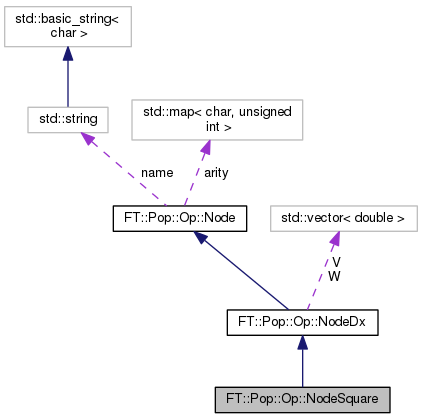 std::basic_string<
char >
std::string
std::map< char, unsigned
int >
name
arity
FT::Pop::Op::Node
std::vector< double >
V
W
FT::Pop::Op::NodeDx
FT::Pop::Op::NodeSquare